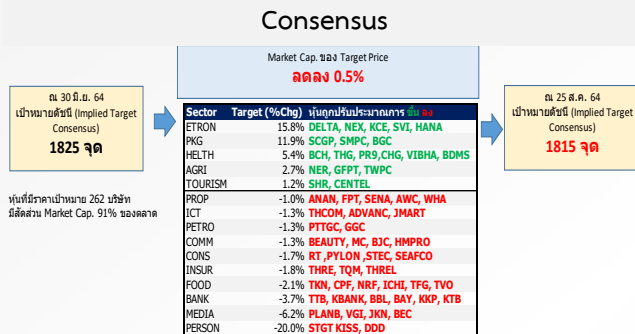 Consensus
Market Cap. ของ Target Price
ลดลง 0.5%
ณ 30 มิ.ย. 64
เป้าหมายดัชนี (Implied Target
Consensus)
1825 จุด
ณ 25 ส.ค. 64
เป้าหมายดัชนี (Implied Target
Consensus)
1815 จุด
หุ้นที่มีราคาเป้าหมาย 262 บริษัท
มีสัดส่วน Market Cap. 91% ของตลาด
Sector Target (%Chg) หุ้นถูกปรับประมาณการ ขึ้น ลง
ETRON 15.8% DELTA, NEX, KCE, SVI, HANA
PKG 11.9% SCGP, SMPC, BGC
HELTH 5.4% BCH, THG, PR9,CHG, VIBHA, BDMS
AGRI 2.7% NER, GFPT, TWPC
TOURISM 1.2% SHR, CENTEL
PROP -1.0% ANAN, FPT, SENA, AWC, WHA
ICT -1.3% THCOM, ADVANC, JMART
PETRO -1.3% PTTGC, GGC
COMM -1.3% BEAUTY, MC, BJC, HMPRO
CONS -1.7% RT ,PYLON ,STEC, SEAFCO
INSUR -1.8% THRE, TQM, THREL
FOOD -2.1% TKN, CPF, NRF, ICHI, TFG, TVO
BANK -3.7% TTB, KBANK, BBL, BAY, KKP, KTB
MEDIA -6.2% PLANB, VGI, JKN, BEC
PERSON -20.0% STGT KISS, DDD